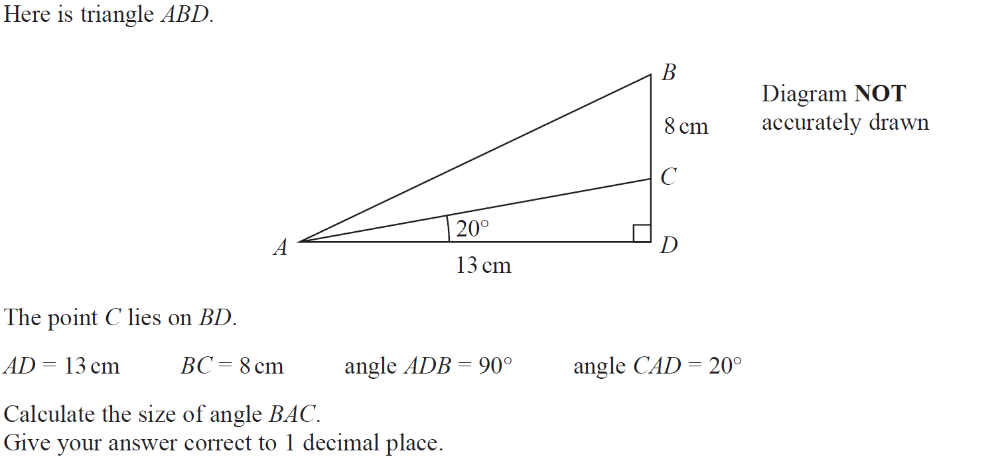 Here is triangle ABD.
B
Diagram NOT
accurately drawn
8 cm
C
20°
A
D
13 cm
The point C lies on BD.
AD = 13 cm BC = 8 cm angle ADB = 90° angle CAD = 20°
Calculate the size of angle BAC.
Give your answer correct to 1 decimal place.